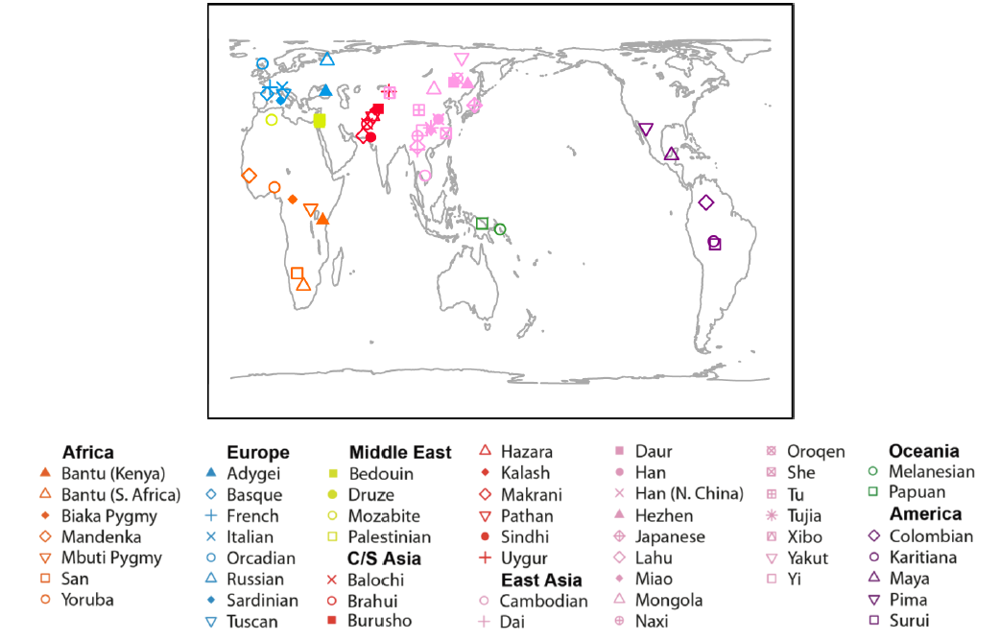 Africa
Bantu (Kenya)
Bantu (S. Africa)
Biaka Pygmy
Mandenka
Mbuti Pygmy
San
Yoruba
Europe
Adygei
Basque
French
Italian
Orcadian
Russian
Sardinian
Tuscan
Middle East
Bedouin
Druze
Mozabite
Palestinian
C/S Asia
Balochi
Brahui
Burusho
Hazara
Kalash
Makrani
Pathan
Sindhi
Uygur
East Asia
Cambodian
Dai
Daur
Han
Han (N. China)
Hezhen
Japanese
Lahu
Miao
Mongola
Naxi
Oroqen
She
Tu
Tujia
Xibo
Yakut
Yi
Oceania
Melanesian
Papuan
America
Colombian
Karitiana
Maya
Pima
Surui